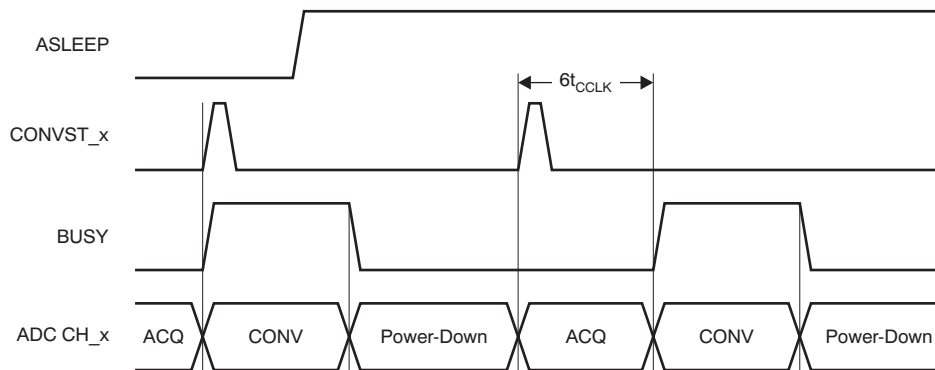 ASLEEP
6tCCLK
CONVST_x
BUSY
ADC CH_x ACQ CONV Power-Down ACQ CONV Power-Down